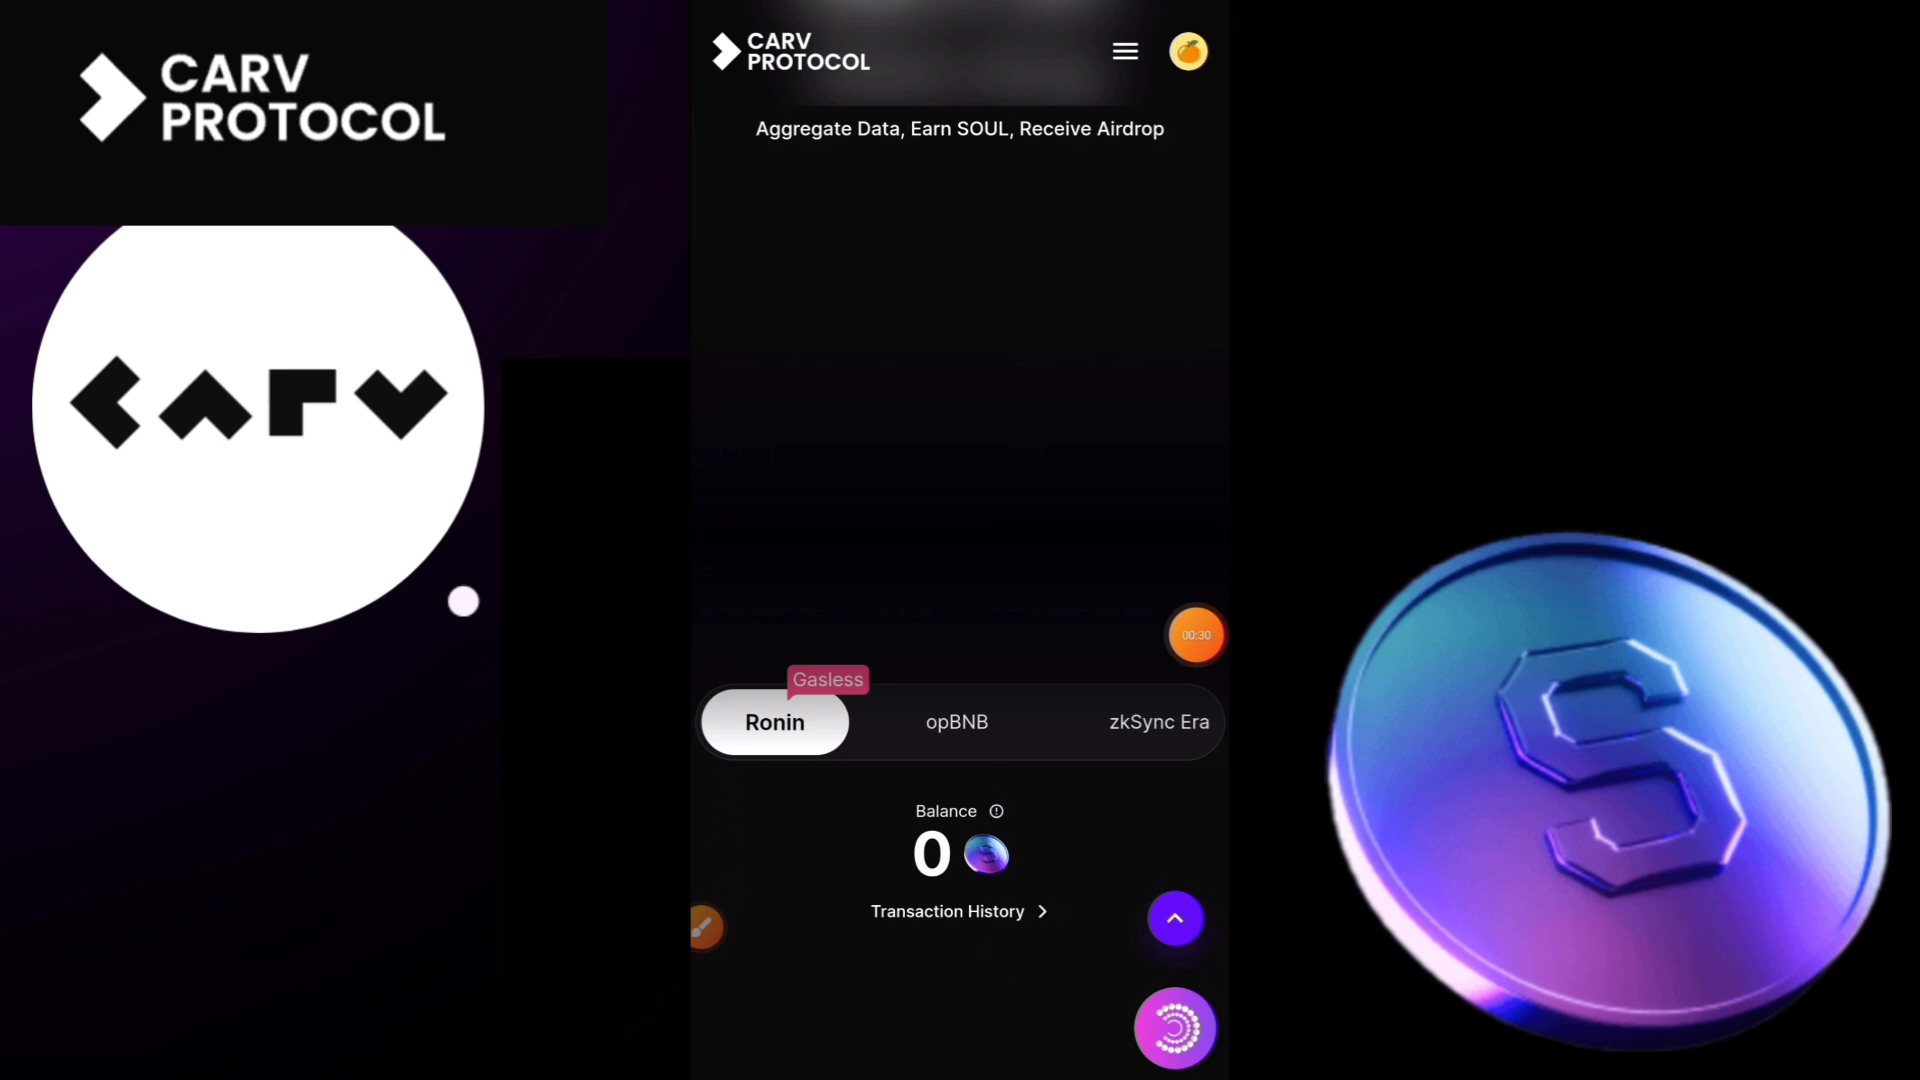 CARV
PROTOCOL
carv
CARV
PROTOCOL
Aggregate Data, Earn SOUL, Receive Airdrop
00:30
Gasless
Ronin
opBNB
zkSync Era
Balance
0
Transaction History
S